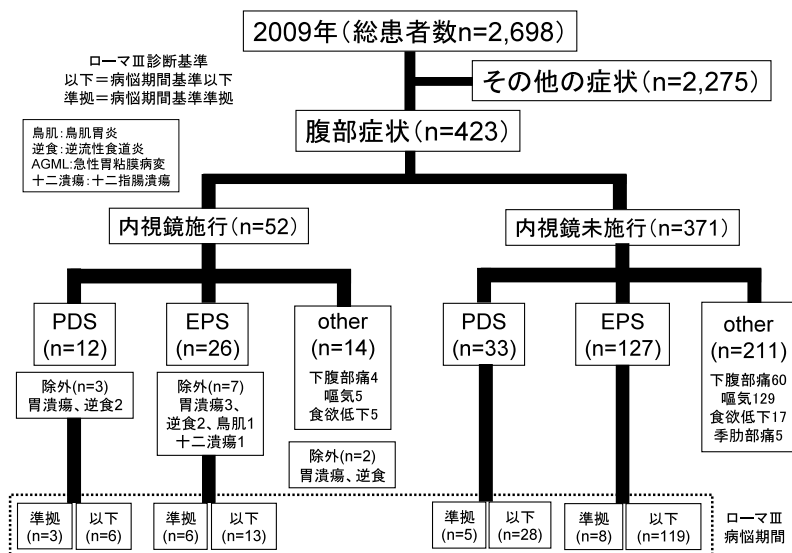 2009年（総患者数n=2,698）
ローマⅢ診断基準
以下＝病悩期間基準以下
準拠＝病悩期間基準準拠
その他の症状（n=2,275）
腹部症状（n=423）
鳥肌：鳥肌胃炎
逆食：逆流性食道炎
AGML:急性胃粘膜病変
十二潰瘍：十二指腸潰瘍
内視鏡施行（n=52）
内視鏡未施行（n=371）
PDS
(n=12)
EPS
(n=26)
other
(n=14)
下腹部痛4
嘔気5
食欲低下5
PDS
(n=33)
EPS
(n=127)
other
(n=211)
下腹部痛60
嘔気129
食欲低下17
季肋部痛5
除外(n=3)
胃潰瘍、逆食2
除外(n=7)
胃潰瘍3、
逆食2、鳥肌1
十二潰瘍1
除外(n=2)
胃潰瘍、逆食
準拠
(n=3)
以下
(n=6)
準拠
(n=6)
以下
(n=13)
準拠
(n=5)
以下
(n=28)
準拠
(n=8)
以下
(n=119)
ローマⅢ
病悩期間